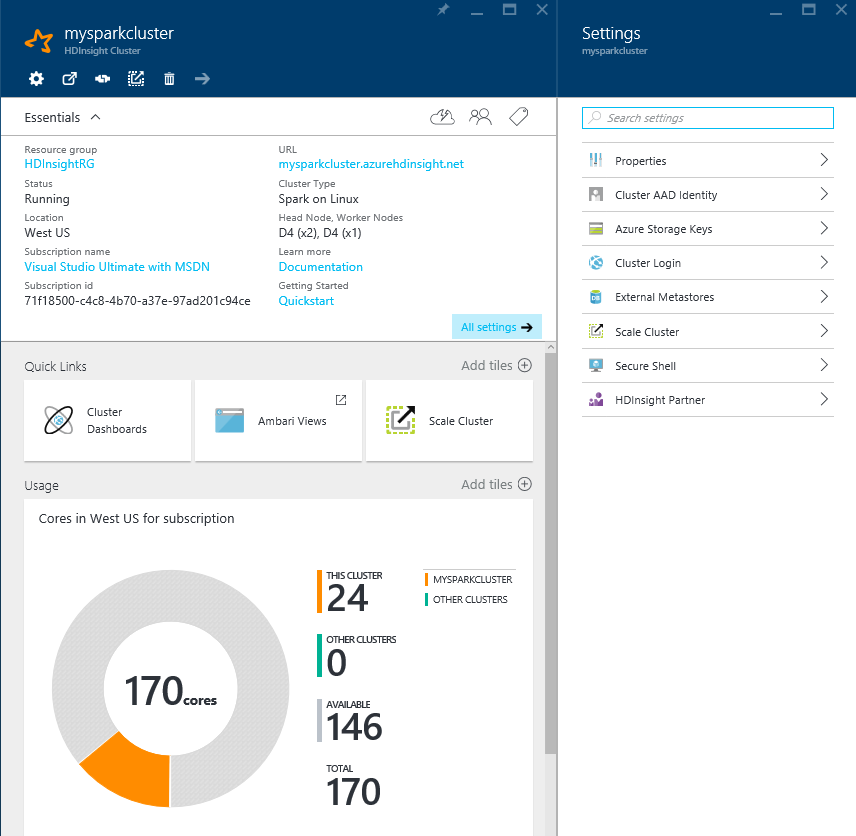 mysparkcluster
HDInsight Cluster
Essentials
Resource group
HDInsightRG
Status
Running
Location
West US
Subscription name
Visual Studio Ultimate with MSDN
Subscription id
71f18500-c4c8-4b70-a37e-97ad201c94ce
URL
mysparkcluster.azurehdinsight.net
Cluster Type
Spark on Linux
Head Node, Worker Nodes
D4 (x2), D4 (x1)
Learn more
Documentation
Getting Started
Quickstart
All settings
Quick Links
Add tiles
Cluster
Dashboards
Ambari Views
Scale Cluster
Usage
Add tiles
Cores in West US for subscription
170 cores
THIS CLUSTER
24
OTHER CLUSTERS
0
AVAILABLE
146
TOTAL
170
MYSPARKCLUSTER
OTHER CLUSTERS
Settings
mysparkcluster
Search settings
Properties
Cluster AAD Identity
Azure Storage Keys
Cluster Login
External Metastores
Scale Cluster
Secure Shell
HDInsight Partner